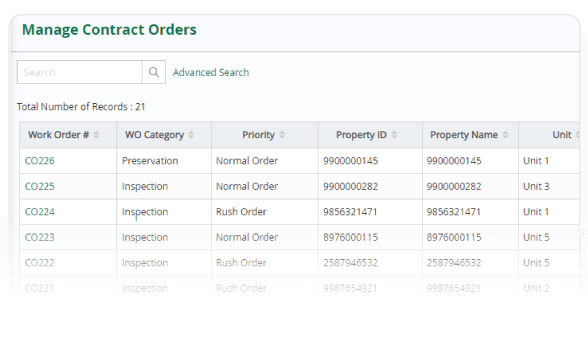 Manage Contract Orders
Search
Advanced Search
Total Number of Records : 21
Work Order # WO Category Priority Property ID Property Name Unit
CO226 Preservation Normal Order 9900000145 9900000145 Unit 1
CO225 Inspection Normal Order 9900000282 9900000282 Unit 3
CO224 Inspection Rush Order 9856321471 9856321471 Unit 1
CO223 Inspection Normal Order 8976000115 8976000115 Unit 5
CO222 Inspection Rush Order 2587946532 2587946532 Unit 5
CO221 Inspection Rush Order 9987654321 9987654321 Unit 2